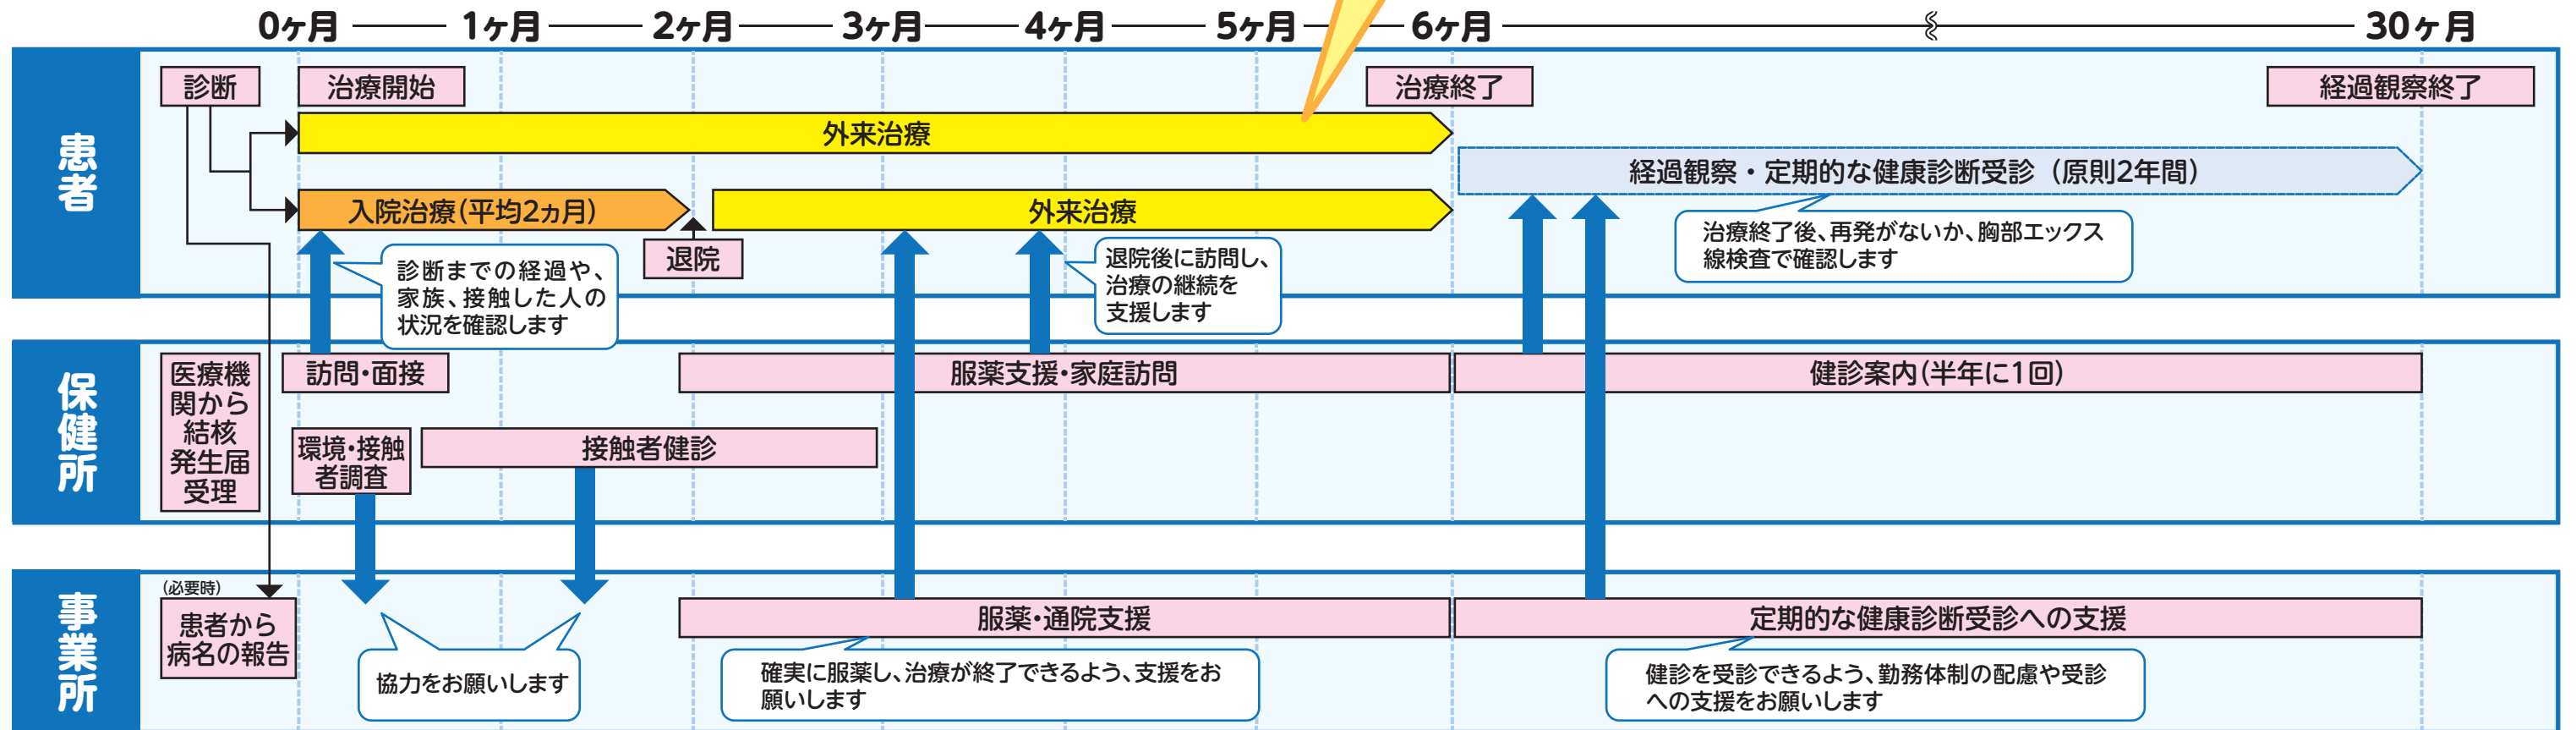 0ヶ月 1ヶ月 2ヶ月 3ヶ月 4ヶ月 5ヶ月 6ヶ月 30ヶ月
患者
診断
治療開始
治療終了
経過観察終了
外来治療
経過観察・定期的な健康診断受診（原則2年間）
入院治療(平均2ヵ月)
外来治療
退院
診断までの経過や、
家族、接触した人の
状況を確認します
退院後に訪問し、
治療の継続を
支援します
治療終了後、再発がないか、胸部エックス
線検査で確認します
保健所
医療機
関から
結核
発生届
受理
訪問・面接
服薬支援・家庭訪問
健診案内(半年に1回)
環境・接触
者調査
接触者健診
事業所
(必要時)
患者から
病名の報告
服薬・通院支援
定期的な健康診断受診への支援
協力をお願いします
確実に服薬し、治療が終了できるよう、支援をお
願いします
健診を受診できるよう、勤務体制の配慮や受診
への支援をお願いします